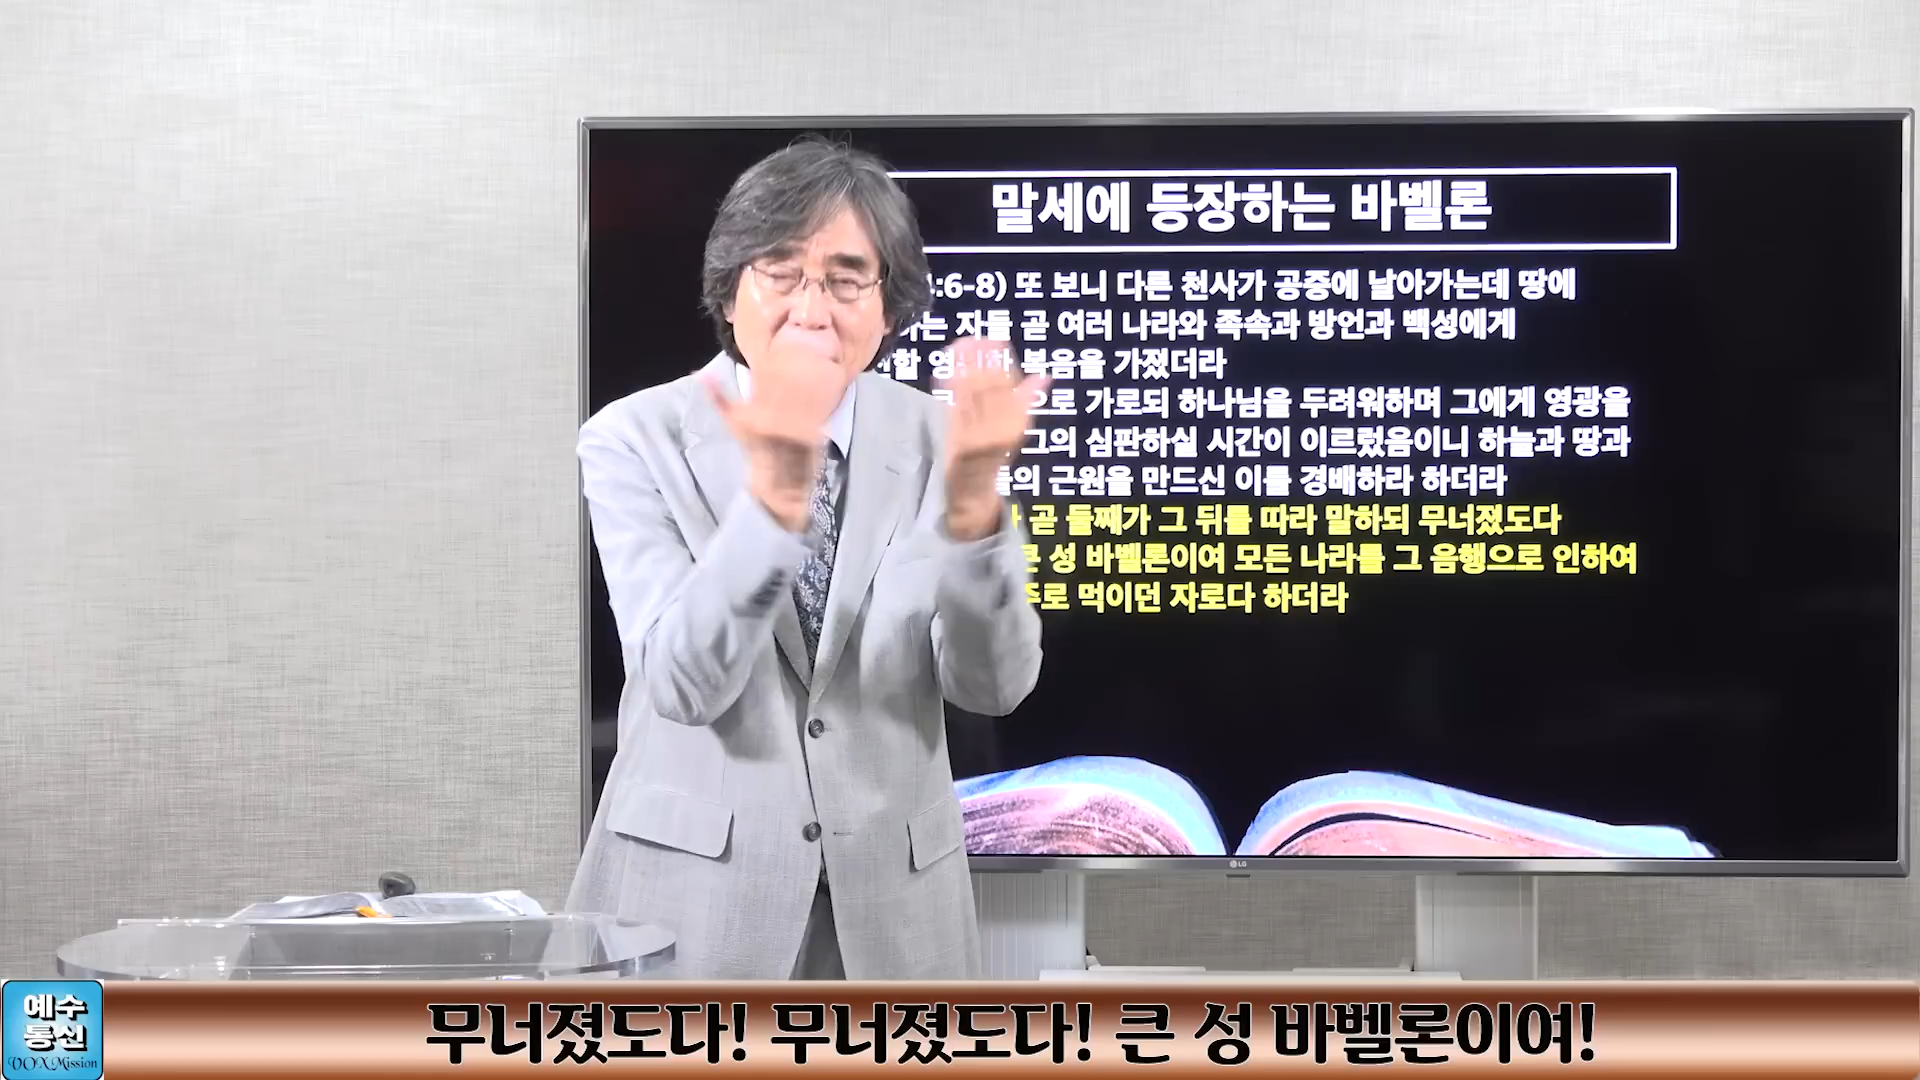 말세에 등장하는 바벨론
:6-8) 또 보니 다른 천사가 공중에 날아가는데 땅에
하는 자들 곧 여러 나라와 족속과 방언과 백성에게
복음을 가졌더라
가로되 하나님을 두려워하며 그에게 영광을
그의 심판하실 시간이 이르렀음이니 하늘과 땅과
근원을 만드신 이를 경배하라 하더라
곧 둘째가 그 뒤를 따라 말하되 무너졌도다
큰 성 바벨론이여 모든 나라를 그 음행으로 인하여
먹이던 자로다 하더라
LG
예수
통신
VOX Mission
무너졌도다! 무너졌도다! 큰 성 바벨론이여!